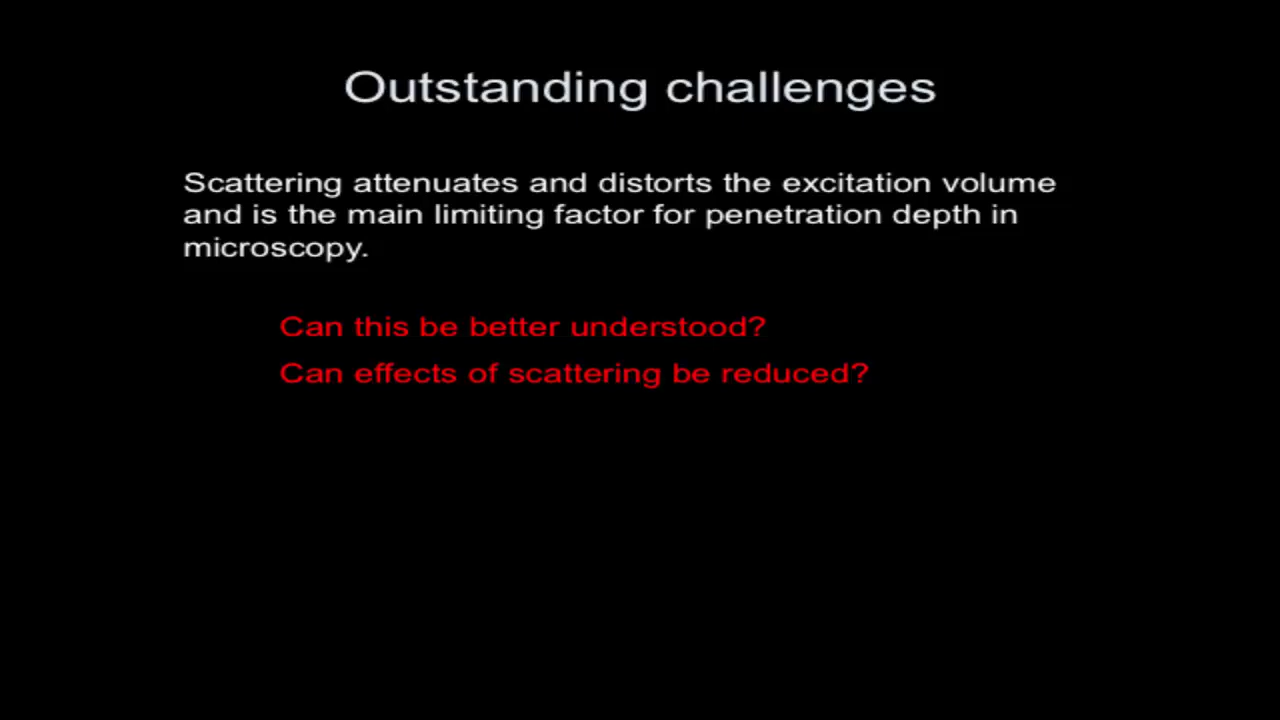 Outstanding challenges
Scattering attenuates and distorts the excitation volume
and is the main limiting factor for penetration depth in
microscopy.
Can this be better understood?
Can effects of scattering be reduced?